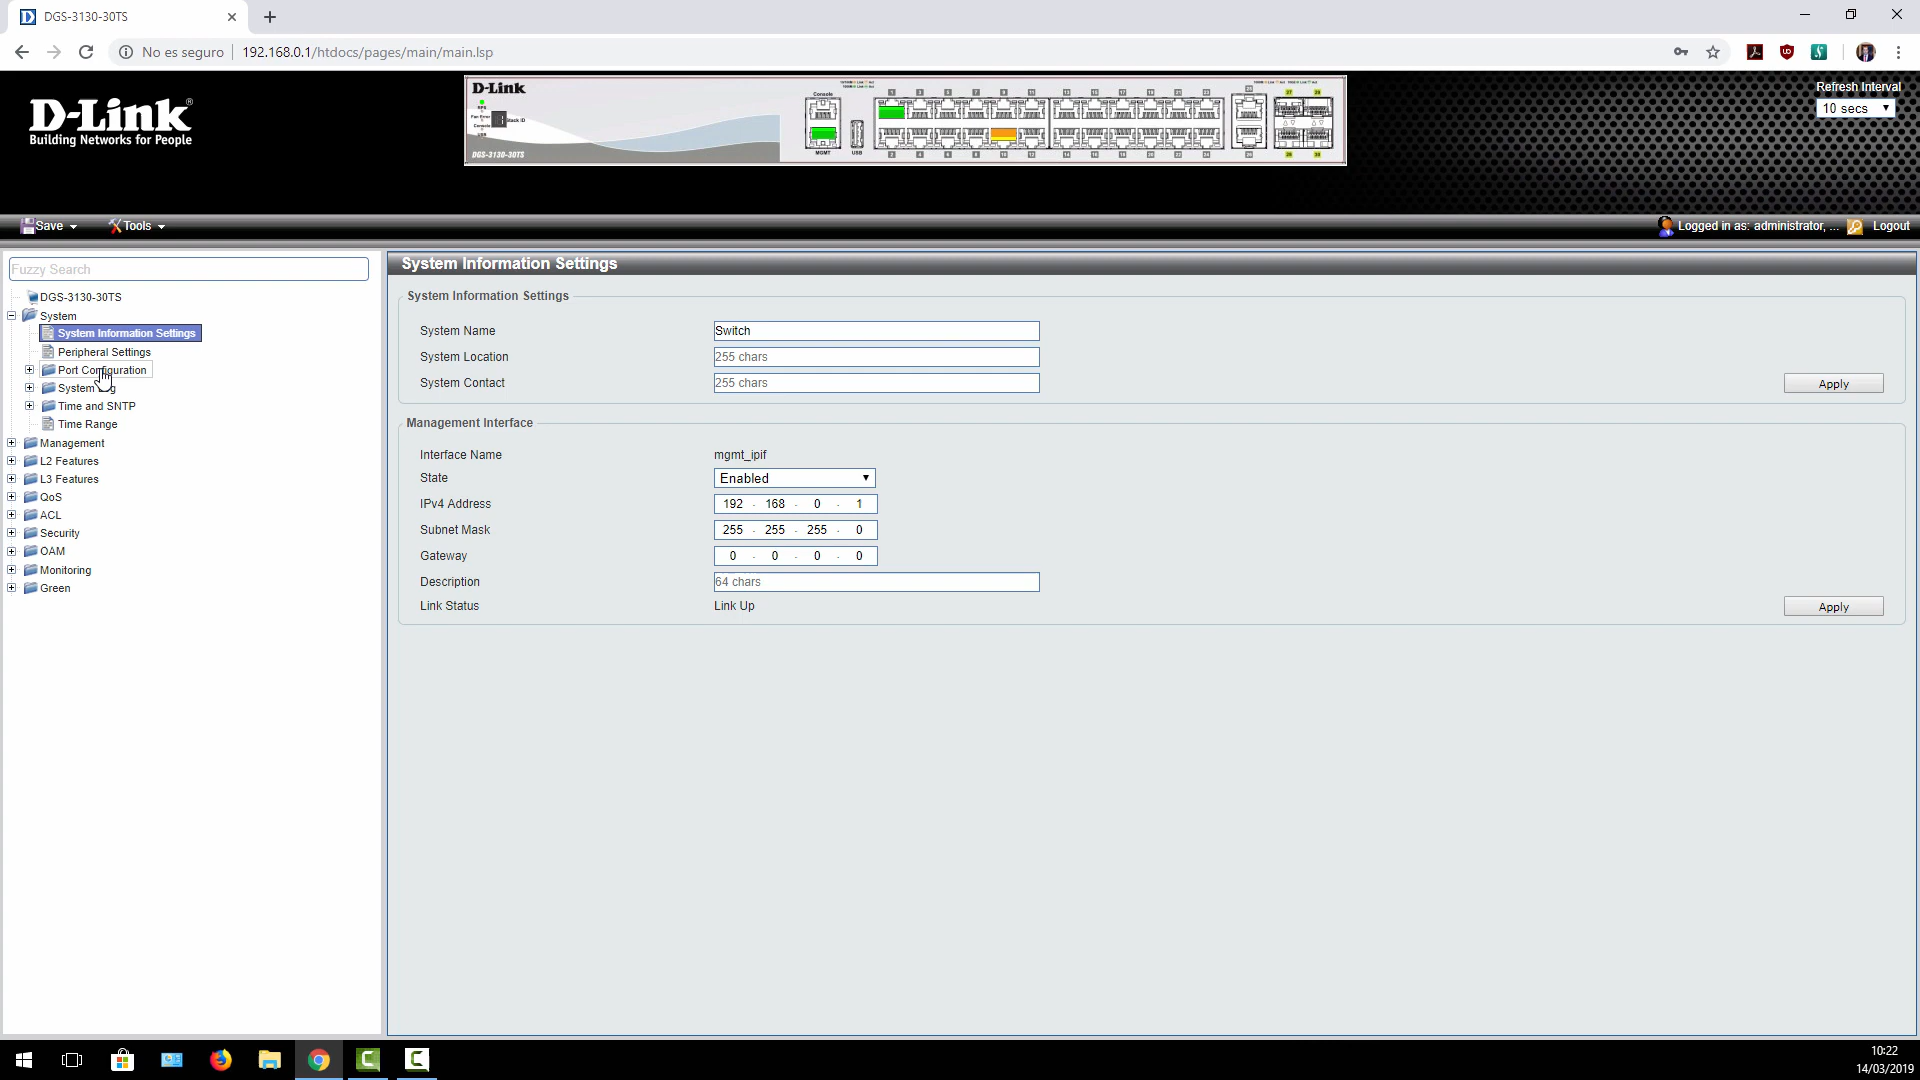 DGS-3130-30TS
No es seguro
192.168.0.1/htdocs/pages/main/main.lsp
D-Link
Building Networks for People
D-Link
Console
MGMT
USB
DGS-3130-30TS
Refresh Interval
10 secs
Save
Tools
Logged in as: administrator, ...
Logout
Fuzzy Search
DGS-3130-30TS
System
System Information Settings
Peripheral Settings
Port Configuration
System
Time and SNTP
Time Range
Management
L2 Features
L3 Features
QoS
ACL
Security
OAM
Monitoring
Green
System Information Settings
System Information Settings
System Name Switch
System Location 255 chars
System Contact 255 chars
Apply
Management Interface
Interface Name mgmt_ipif
State Enabled
IPv4 Address 192 . 168 . 0 . 1
Subnet Mask 255 . 255 . 255 . 0
Gateway 0 . 0 . 0 . 0
Description 64 chars
Link Status Link Up
Apply
10:22
14/03/2019